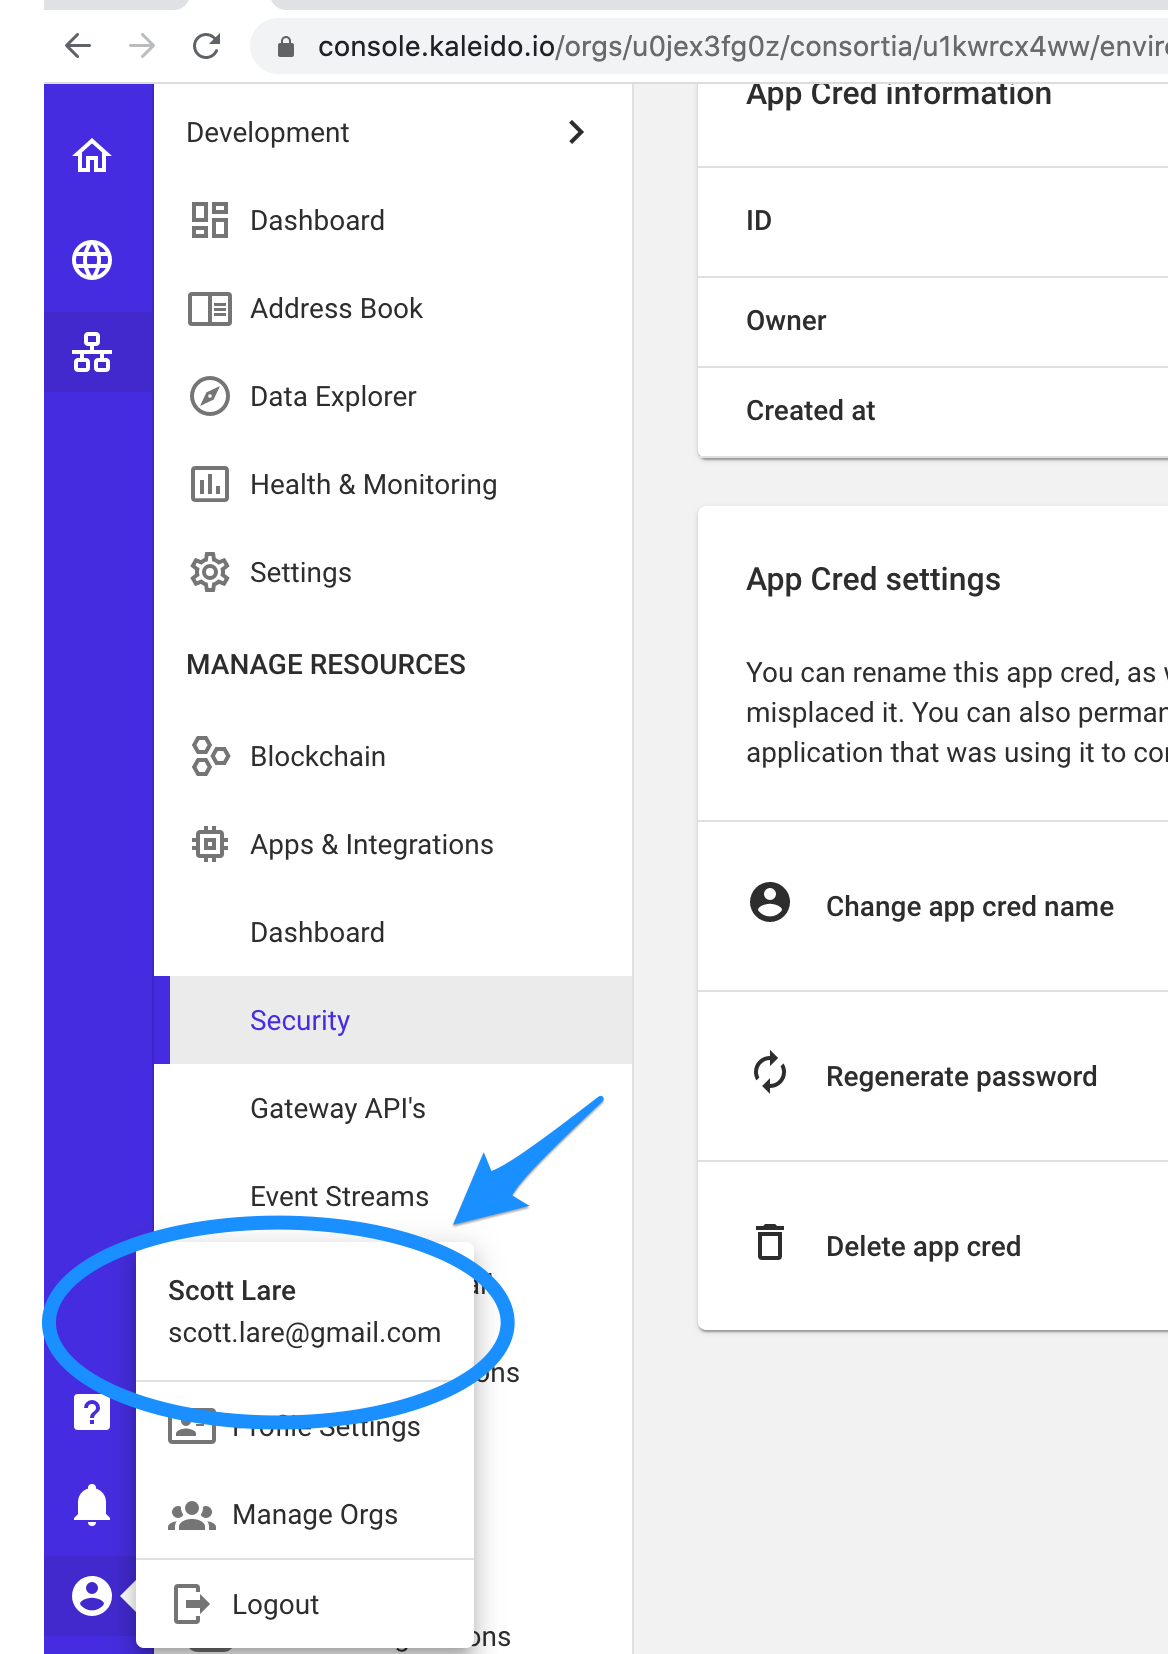 console.kaleido.io/orgs/u0jex3fg0z/consortia/u1kwrcx4ww/enviro
Development
Dashboard
Address Book
Data Explorer
Health & Monitoring
Settings
MANAGE RESOURCES
Blockchain
Apps & Integrations
Dashboard
Security
Gateway API's
Event Streams
Scott Lare
scott.lare@gmail.com
ons
?
Profile Settings
Manage Orgs
Logout
ons
App Cred information
ID
Owner
Created at
App Cred settings
You can rename this app cred, as
misplaced it. You can also perman
application that was using it to co
Change app cred name
Regenerate password
Delete app cred